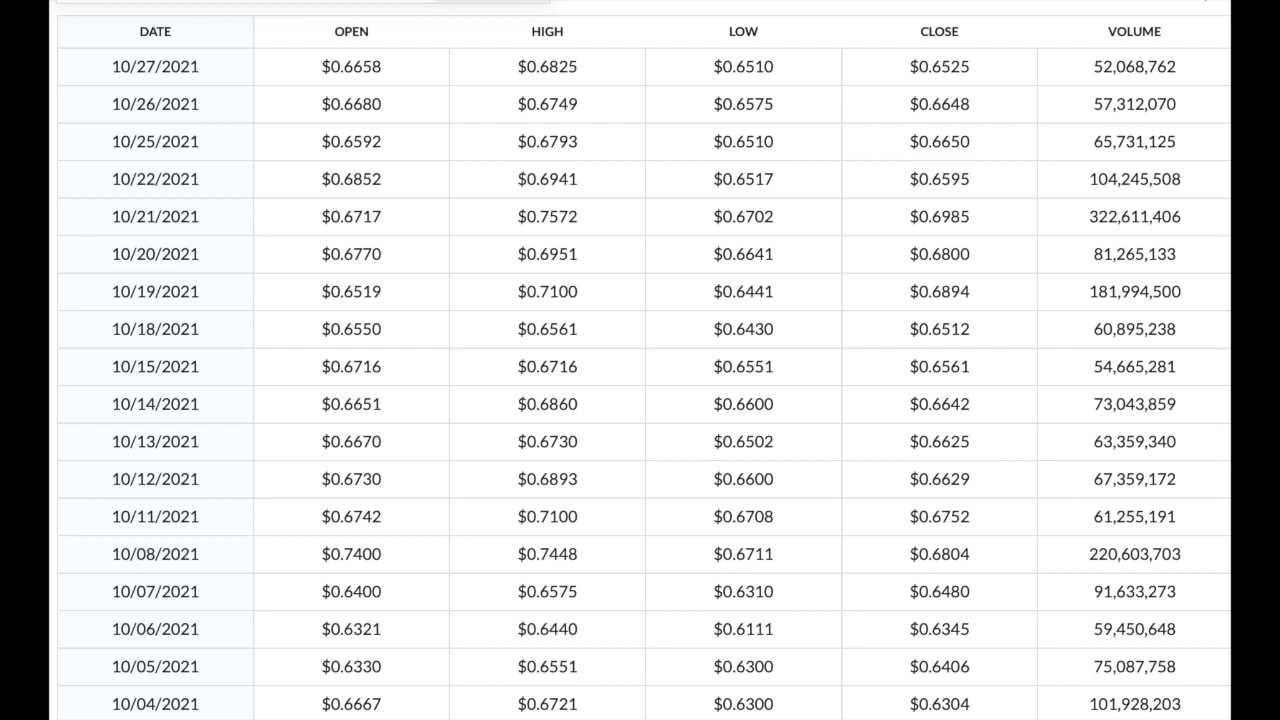 DATE OPEN HIGH LOW CLOSE VOLUME
10/27/2021 $0.6658 $0.6825 $0.6510 $0.6525 52,068,762
10/26/2021 $0.6680 $0.6749 $0.6575 $0.6648 57,312,070
10/25/2021 $0.6592 $0.6793 $0.6510 $0.6650 65,731,125
10/22/2021 $0.6852 $0.6941 $0.6517 $0.6595 104,245,508
10/21/2021 $0.6717 $0.7572 $0.6702 $0.6985 322,611,406
10/20/2021 $0.6770 $0.6951 $0.6641 $0.6800 81,265,133
10/19/2021 $0.6519 $0.7100 $0.6441 $0.6894 181,994,500
10/18/2021 $0.6550 $0.6561 $0.6430 $0.6512 60,895,238
10/15/2021 $0.6716 $0.6716 $0.6551 $0.6561 54,665,281
10/14/2021 $0.6651 $0.6860 $0.6600 $0.6642 73,043,859
10/13/2021 $0.6670 $0.6730 $0.6502 $0.6625 63,359,340
10/12/2021 $0.6730 $0.6893 $0.6600 $0.6629 67,359,172
10/11/2021 $0.6742 $0.7100 $0.6708 $0.6752 61,255,191
10/08/2021 $0.7400 $0.7448 $0.6711 $0.6804 220,603,703
10/07/2021 $0.6400 $0.6575 $0.6310 $0.6480 91,633,273
10/06/2021 $0.6321 $0.6440 $0.6111 $0.6345 59,450,648
10/05/2021 $0.6330 $0.6551 $0.6300 $0.6406 75,087,758
10/04/2021 $0.6667 $0.6721 $0.6300 $0.6304 101,928,203